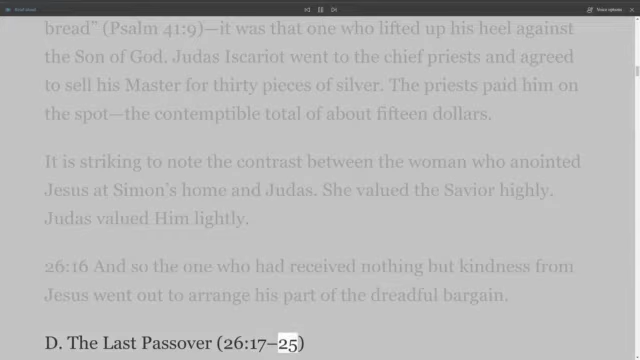 Read aloud
Voice options
bread” (Psalm 41:9)—it was that one who lifted up his heel against
the Son of God. Judas Iscariot went to the chief priests and agreed
to sell his Master for thirty pieces of silver. The priests paid him on
the spot—the contemptible total of about fifteen dollars.
It is striking to note the contrast between the woman who anointed
Jesus at Simon’s home and Judas. She valued the Savior highly.
Judas valued Him lightly.
26:16 And so the one who had received nothing but kindness from
Jesus went out to arrange his part of the dreadful bargain.
D. The Last Passover (26:17–25)